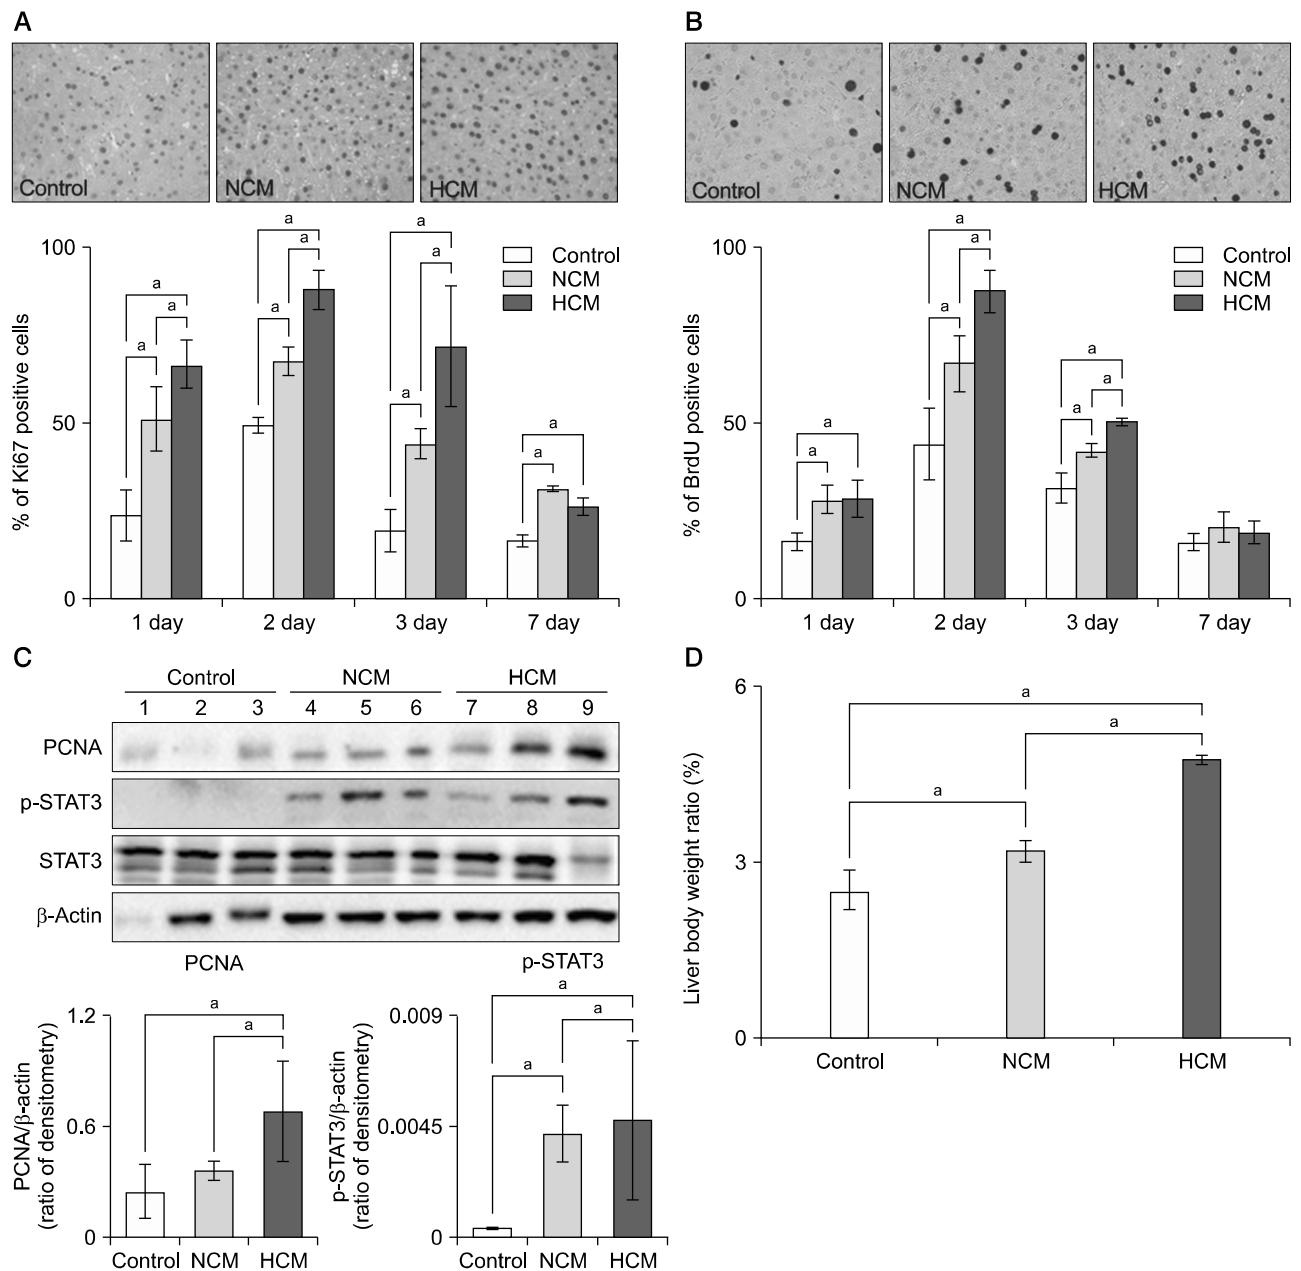 A
Control
NCM
HCM
% of Ki67 positive cells
100
50
0
a
a
a
a
a
a
a
a
a
a
a
Control
NCM
HCM
1 day
2 day
3 day
7 day
B
Control
NCM
HCM
% of BrdU positive cells
100
50
0
a
a
a
a
a
a
a
a
Control
NCM
HCM
1 day
2 day
3 day
7 day
C
Control NCM HCM
1 2 3 4 5 6 7 8 9
PCNA
p-STAT3
STAT3
β-Actin
PCNA
PCNA/β-actin
(ratio of densitometry)
1.2
0.6
0
a
a
Control NCM HCM
p-STAT3
p-STAT3/β-actin
(ratio of densitometry)
0.009
0.0045
0
a
a
a
Control NCM HCM
D
Liver body weight ratio (%)
6
3
0
a
a
a
Control NCM HCM